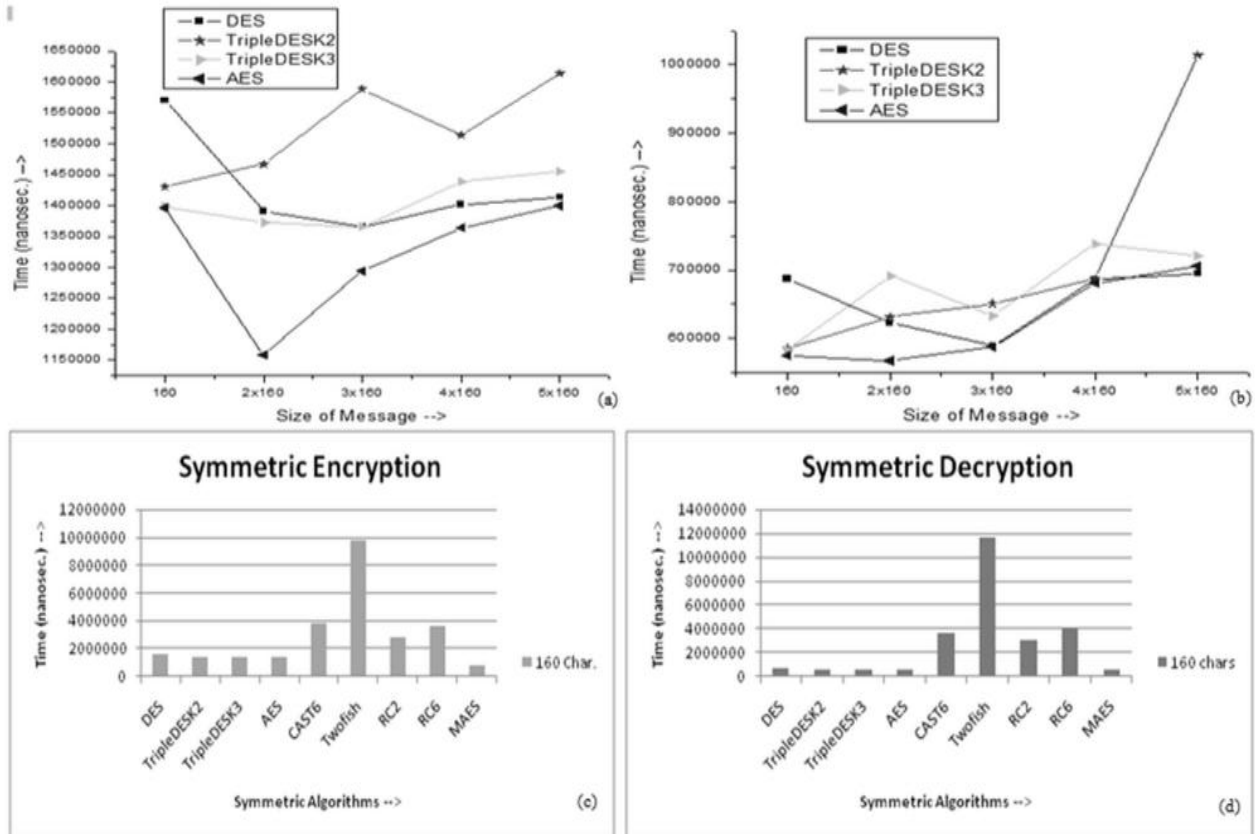 DES
TripleDESK2
TripleDESK3
AES
1650000
1600000
1550000
1500000
1450000
1400000
1350000
1300000
1250000
1200000
1150000
Time (nanosec.) -->
160 2x160 3x160 4x160 5x160
Size of Message -->
(a)
DES
TripleDESK2
TripleDESK3
AES
1000000
900000
800000
700000
600000
Time (nanosec.) -->
160 2x160 3x160 4x160 5x160
Size of Message -->
(b)
Symmetric Encryption
12000000
10000000
8000000
6000000
4000000
2000000
0
Time (nanosec.) -->
160 Char.
DES TripleDESK2 TripleDESK3 AES CAST6 Twofish RC2 RC6 MAES
Symmetric Algorithms -->
(c)
Symmetric Decryption
14000000
12000000
10000000
8000000
6000000
4000000
2000000
0
Time (nanosec.) -->
160 chars
DES TripleDESK2 TripleDESK3 AES CAST6 Twofish RC2 RC6 MAES
Symmetric Algorithms -->
(d)